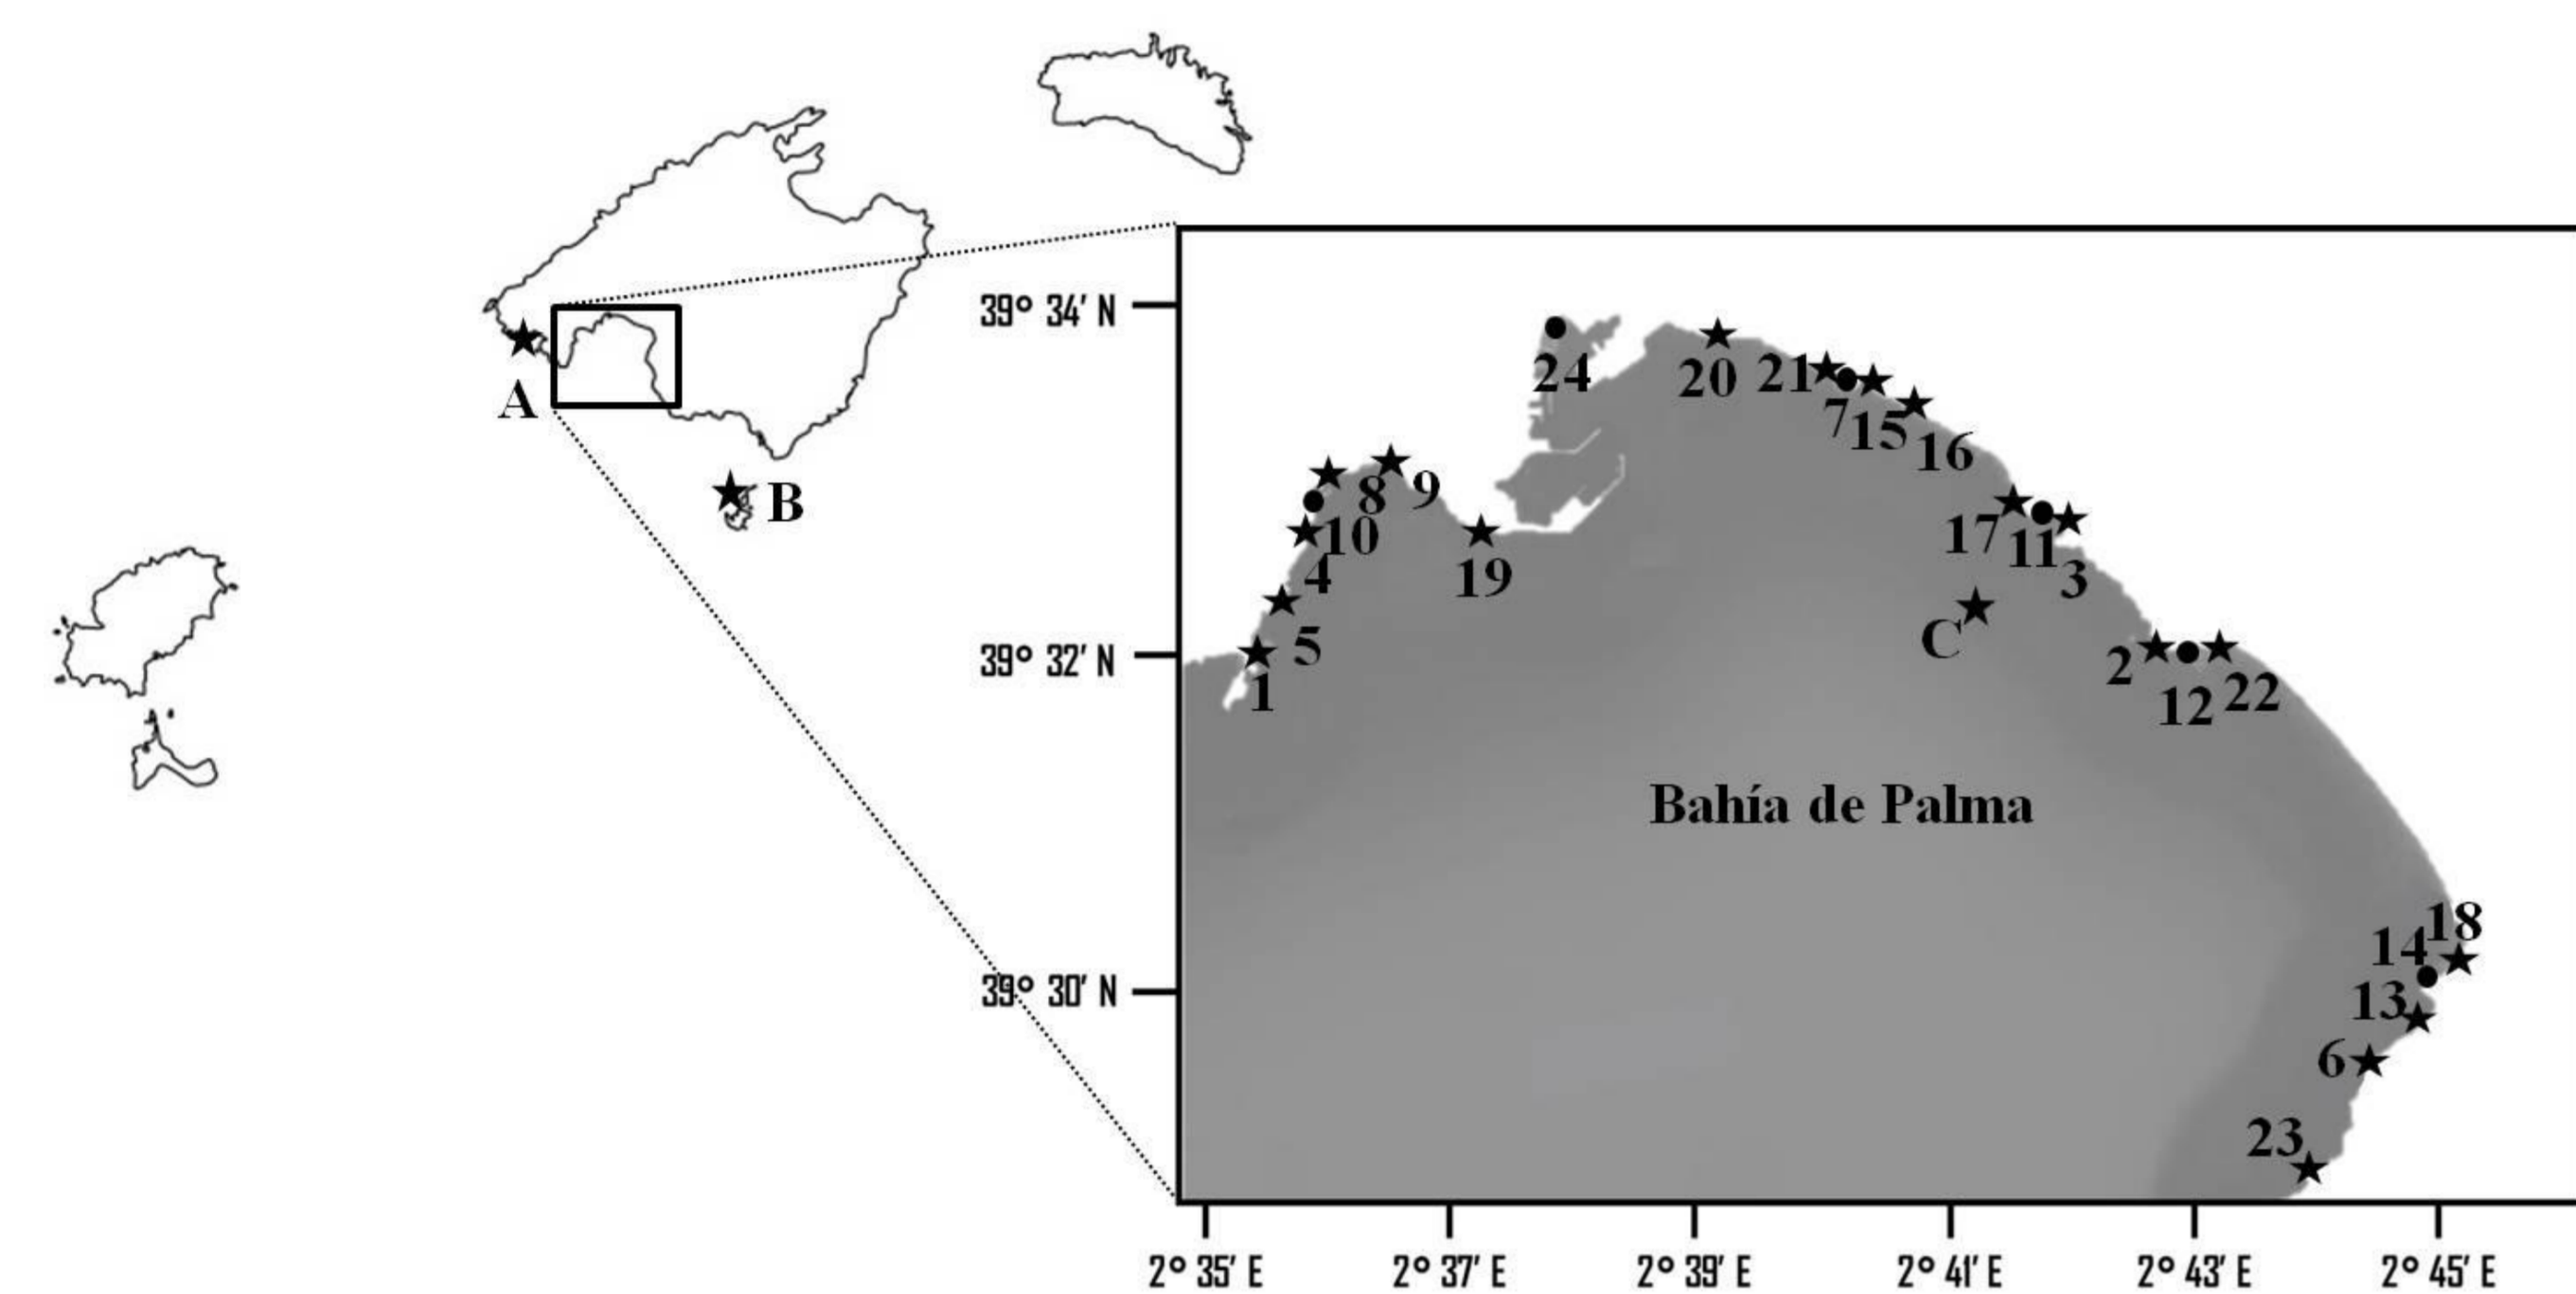 A
B
39° 34' N
39° 32' N
39° 30' N
24
20
21
7
15
16
8
9
10
4
19
17
11
3
5
1
C
2
12
22
Bahía de Palma
18
14
13
6
23
2° 35' E
2° 37' E
2° 39' E
2° 41' E
2° 43' E
2° 45' E